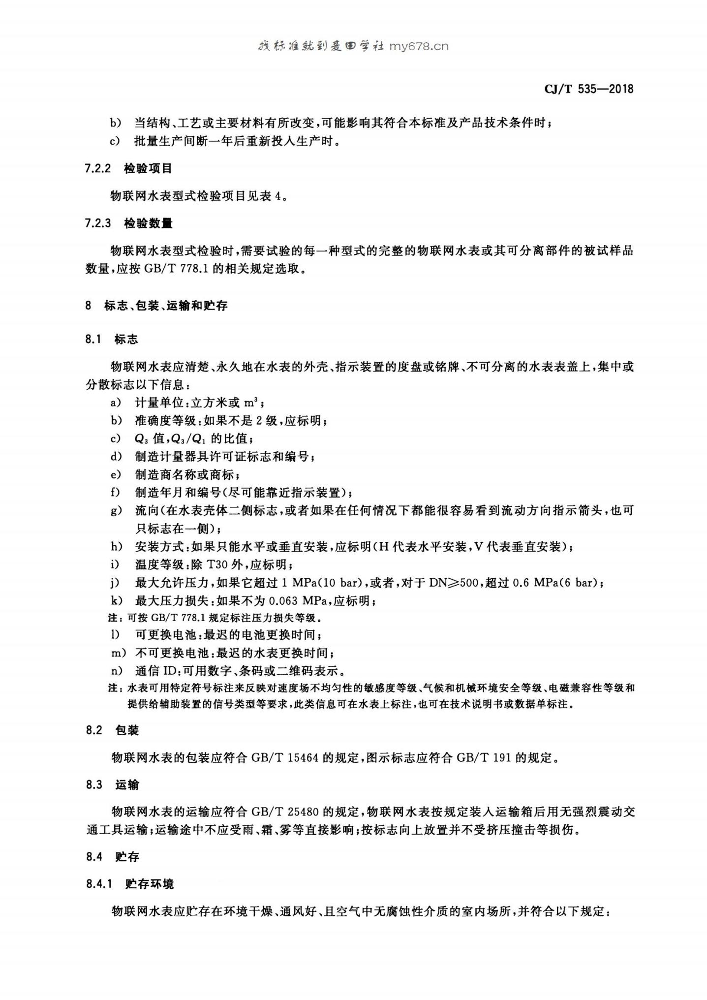 找标准就到麦田学社 my678.cn
CJ/T 535—2018
b) 当结构、工艺或主要材料有所改变,可能影响其符合本标准及产品技术条件时;
c) 批量生产间断一年后重新投入生产时。
7.2.2 检验项目
物联网水表型式检验项目见表 4。
7.2.3 检验数量
物联网水表型式检验时,需要试验的每一种型式的完整的物联网水表或其可分离部件的被试样品
数量,应按 GB/T 778.1 的相关规定选取。
8 标志、包装、运输和贮存
8.1 标志
物联网水表应清楚、永久地在水表的外壳、指示装置的度盘或铭牌、不可分离的水表表盖上,集中或
分散标志以下信息:
a) 计量单位:立方米或 m³;
b) 准确度等级:如果不是 2 级,应标明;
c) Q₃ 值,Q₃/Q₁ 的比值;
d) 制造计量器具许可证标志和编号;
e) 制造商名称或商标;
f) 制造年月和编号(尽可能靠近指示装置);
g) 流向(在水表壳体二侧标志,或者如果在任何情况下都能很容易看到流动方向指示箭头,也可
只标志在一侧);
h) 安装方式:如果只能水平或垂直安装,应标明(H 代表水平安装,V 代表垂直安装);
i) 温度等级:除 T30 外,应标明;
j) 最大允许压力,如果它超过 1 MPa(10 bar),或者,对于 DN≥500,超过 0.6 MPa(6 bar);
k) 最大压力损失:如果不为 0.063 MPa,应标明;
注:可按 GB/T 778.1 规定标注压力损失等级。
l) 可更换电池:最迟的电池更换时间;
m) 不可更换电池:最迟的水表更换时间;
n) 通信 ID:可用数字、条码或二维码表示。
注:水表可用特定符号标注来反映对速度场不均匀性的敏感度等级、气候和机械环境安全等级、电磁兼容性等级和
提供给辅助装置的信号类型等要求,此类信息可在水表上标注,也可在技术说明书或数据单标注。
8.2 包装
物联网水表的包装应符合 GB/T 15464 的规定,图示标志应符合 GB/T 191 的规定。
8.3 运输
物联网水表的运输应符合 GB/T 25480 的规定,物联网水表按规定装入运输箱后用无强烈震动交
通工具运输;运输途中不应受雨、霜、雾等直接影响;按标志向上放置并不受挤压撞击等损伤。
8.4 贮存
8.4.1 贮存环境
物联网水表应贮存在环境干燥、通风好、且空气中无腐蚀性介质的室内场所,并符合以下规定: